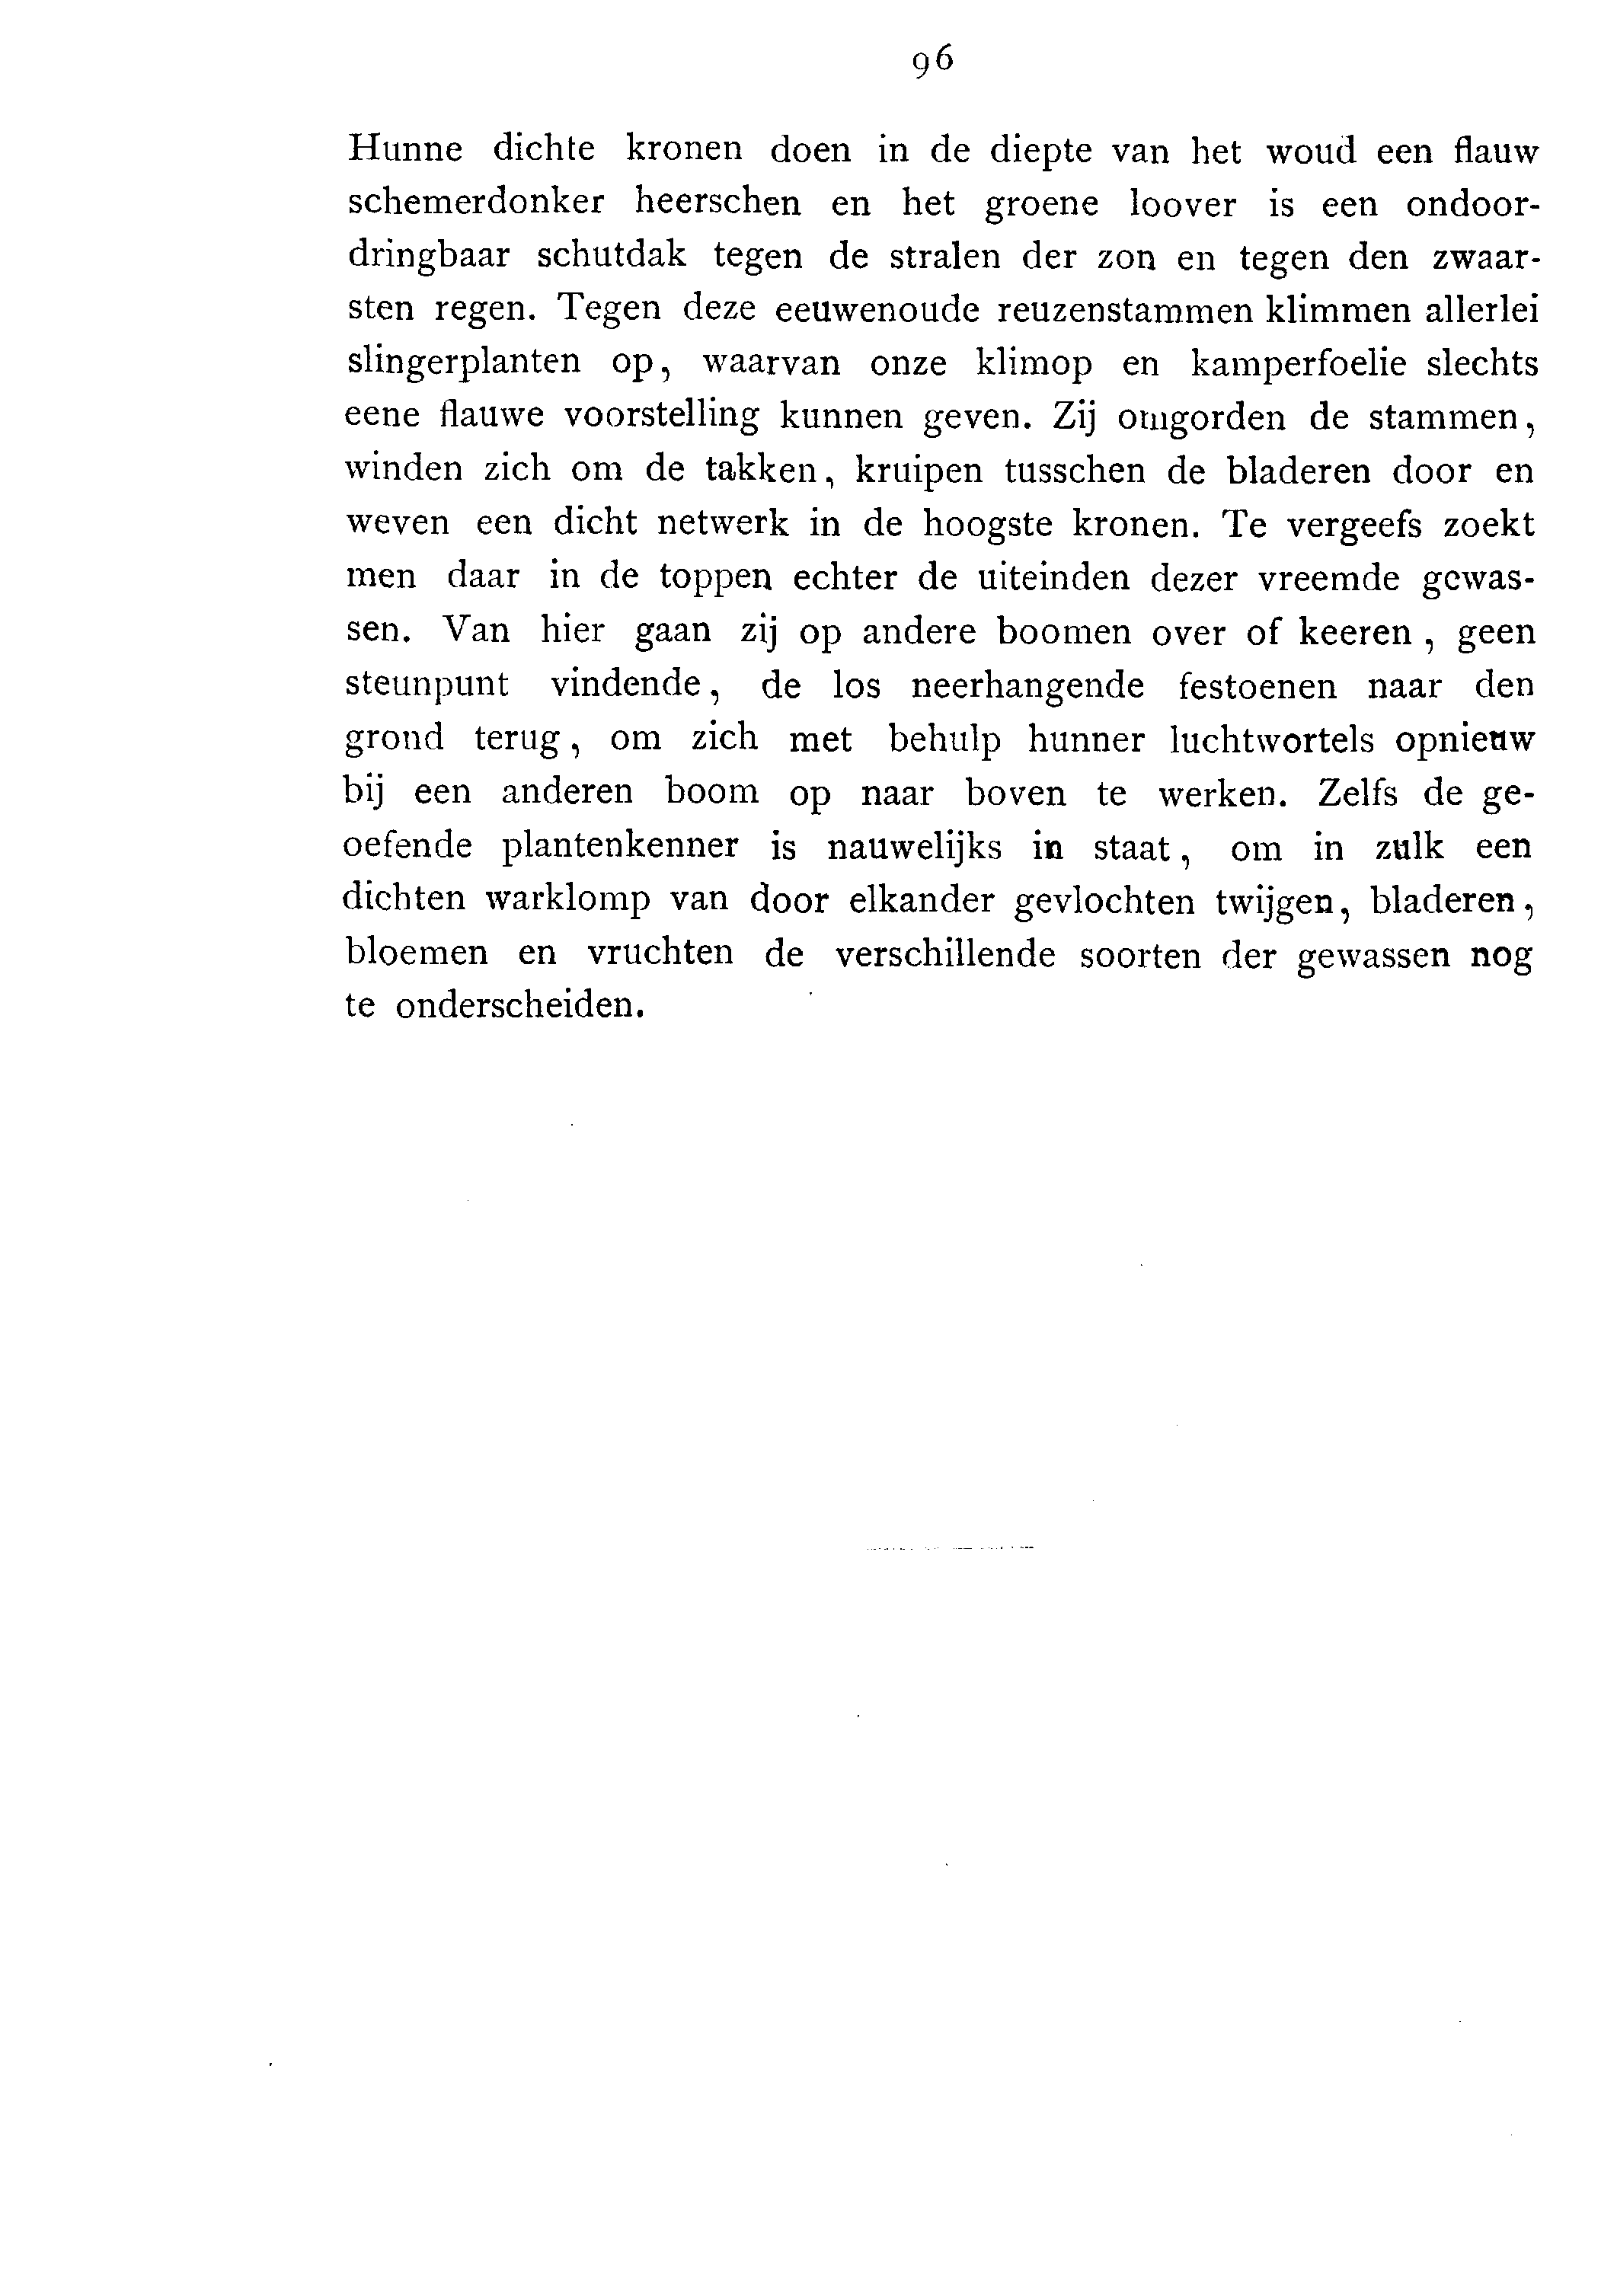 96
Hunne dichte kronen doen in de diepte van het woud een flauw
schemerdonker heerschen en het groene loover is een ondoor-
dringbaar schutdak tegen de stralen der zon en tegen den zwaar-
sten regen. Tegen deze eeuwenoude reuzenstammen klimmen allerlei
slingerplanten op, waarvan onze klimop en kamperfoelie slechts
eene flauwe voorstelling kunnen geven. Zij omgorden de stammen,
winden zich om de takken, kruipen tusschen de bladeren door en
weven een dicht netwerk in de hoogste kronen. Te vergeefs zoekt
men daar in de toppen echter de uiteinden dezer vreemde gewas-
sen. Van hier gaan zij op andere boomen over of keeren, geen
steunpunt vindende, de los neerhangende festoenen naar den
grond terug, om zich met behulp hunner luchtwortels opnieuw
bij een anderen boom op naar boven te werken. Zelfs de ge-
oefende plantenkenner is nauwelijks in staat, om in zulk een
dichten warklomp van door elkander gevlochten twijgen, bladeren,
bloemen en vruchten de verschillende soorten der gewassen nog
te onderscheiden.